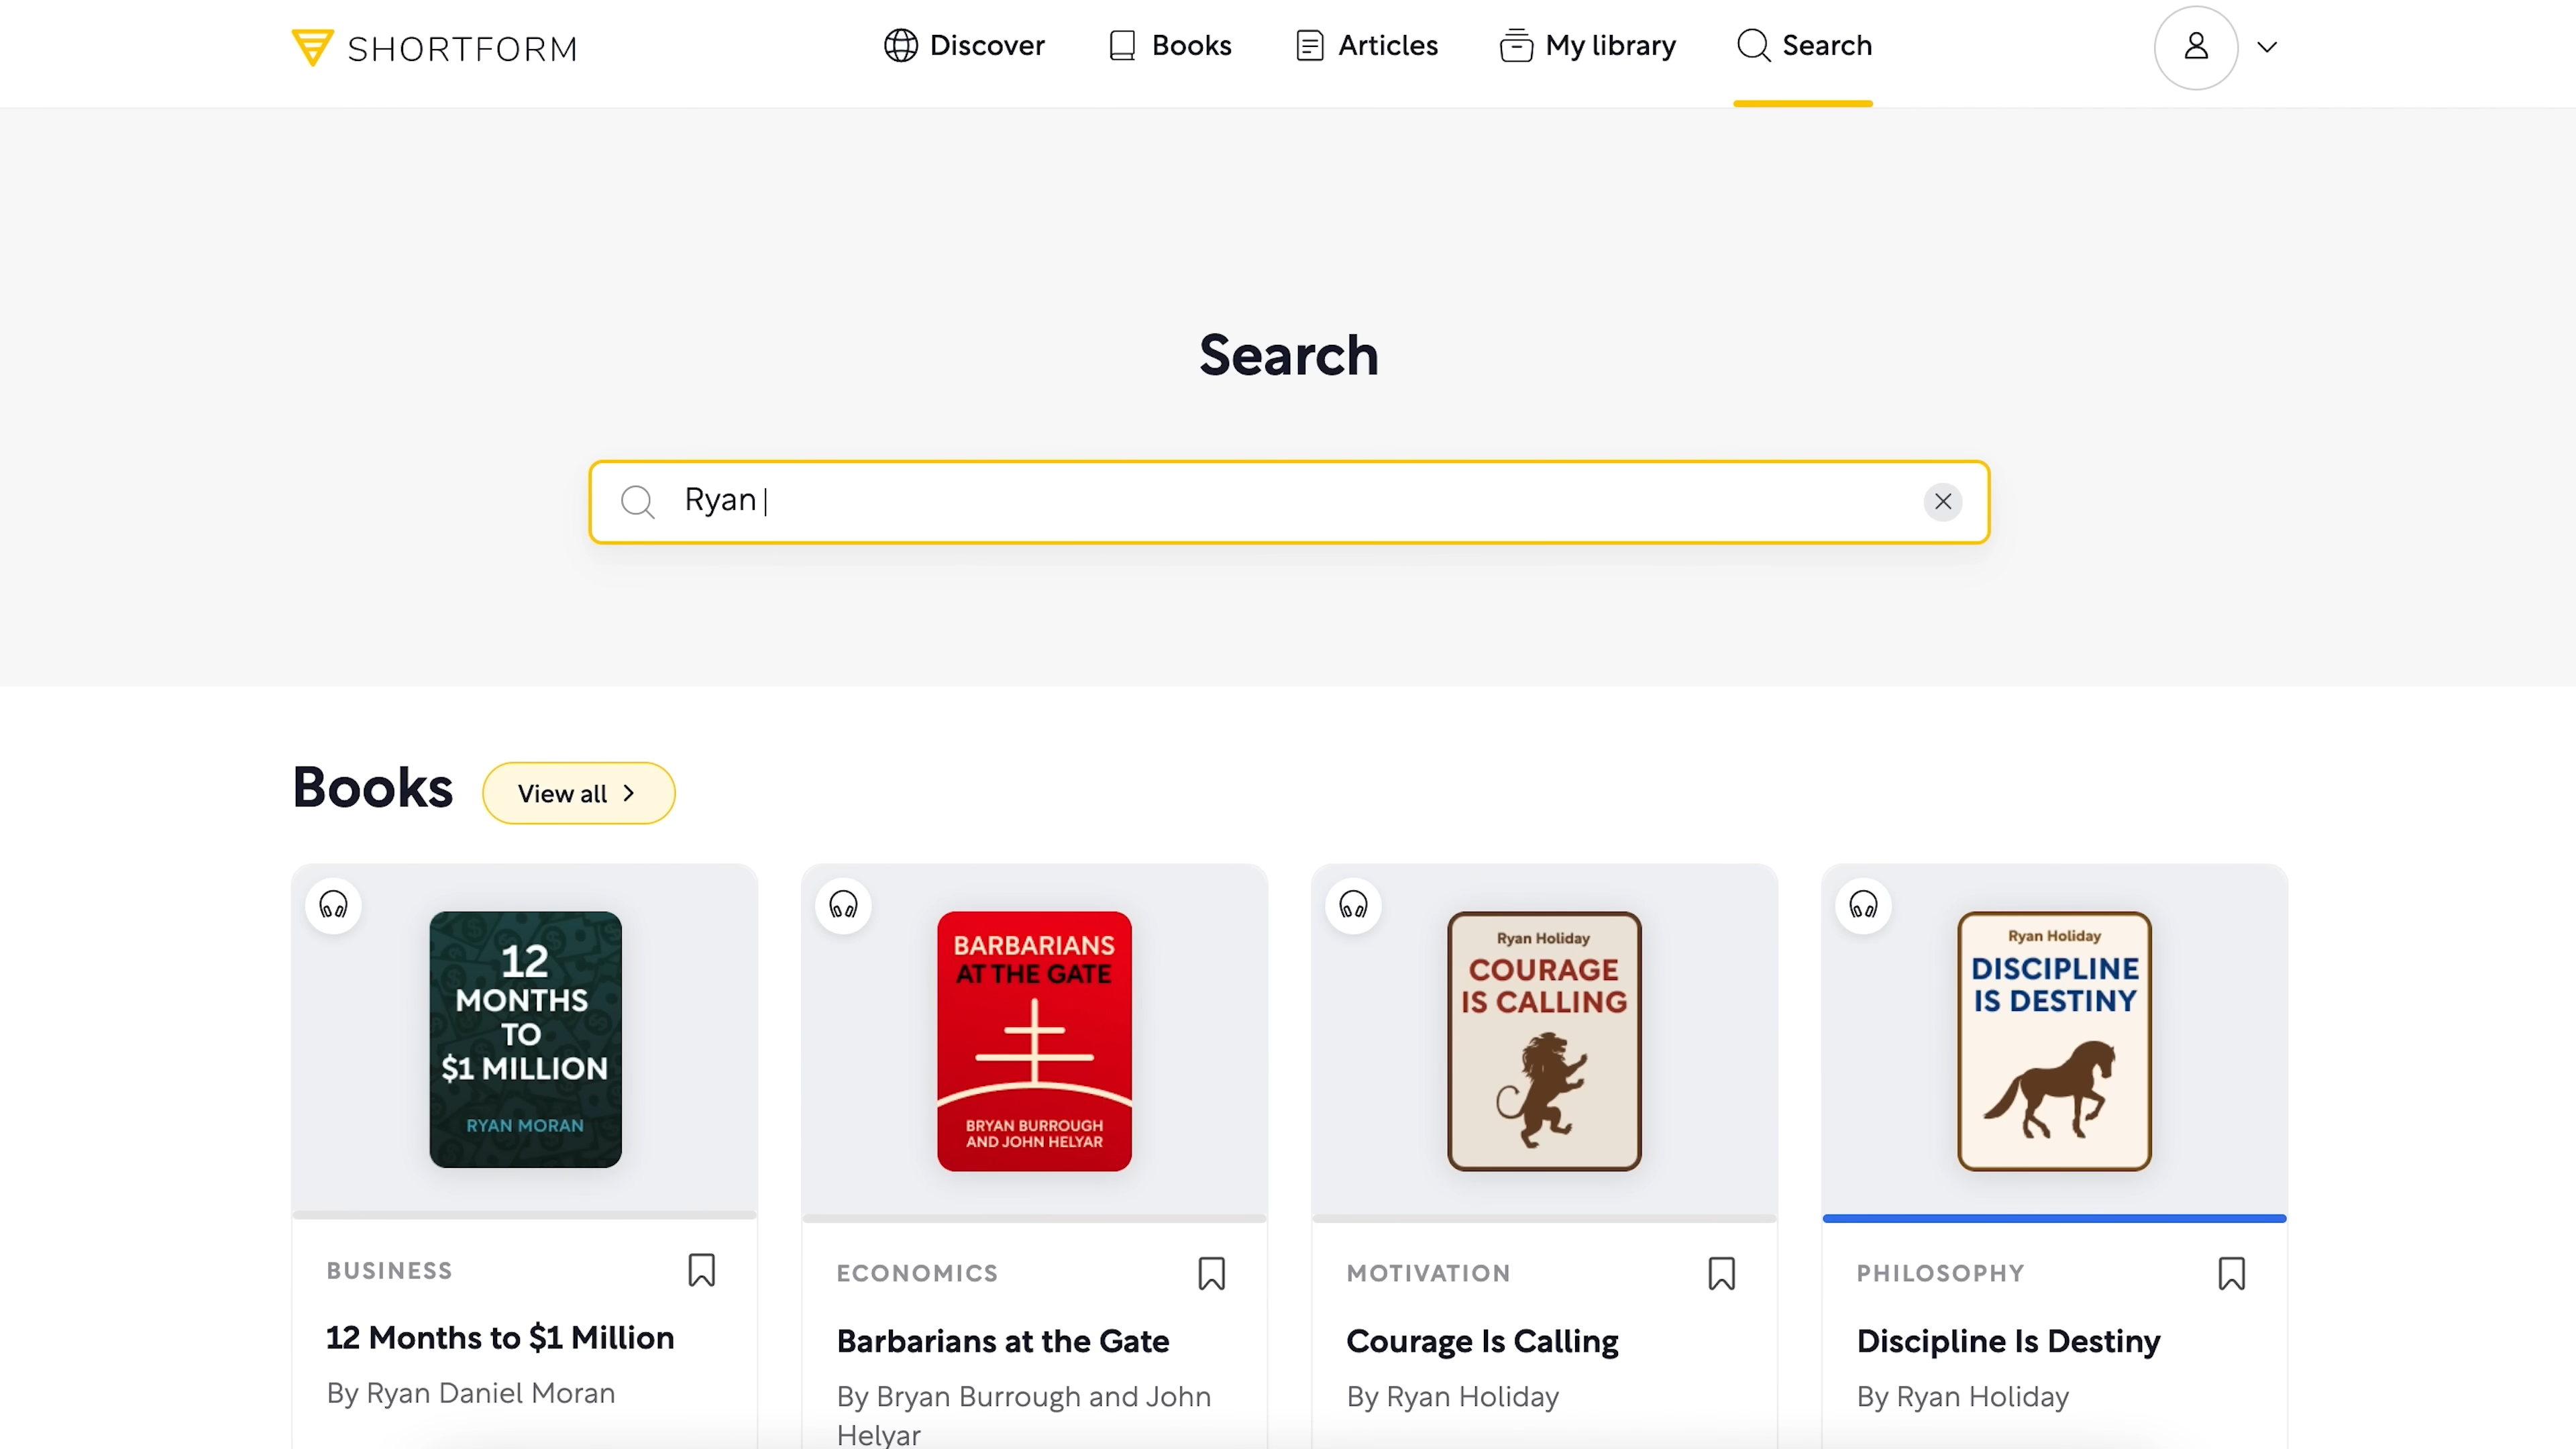 SHORTFORM
Discover
Books
Articles
My library
Search
Search
Ryan
Books
View all
12
MONTHS
TO
$1 MILLION
RYAN MORAN
BARBARIANS
AT THE GATE
BRYAN BURROUGH
AND JOHN HELYAR
Ryan Holiday
COURAGE
IS CALLING
Ryan Holiday
DISCIPLINE
IS DESTINY
BUSINESS
12 Months to $1 Million
By Ryan Daniel Moran
ECONOMICS
Barbarians at the Gate
By Bryan Burrough and John
Helyar
MOTIVATION
Courage Is Calling
By Ryan Holiday
PHILOSOPHY
Discipline Is Destiny
By Ryan Holiday